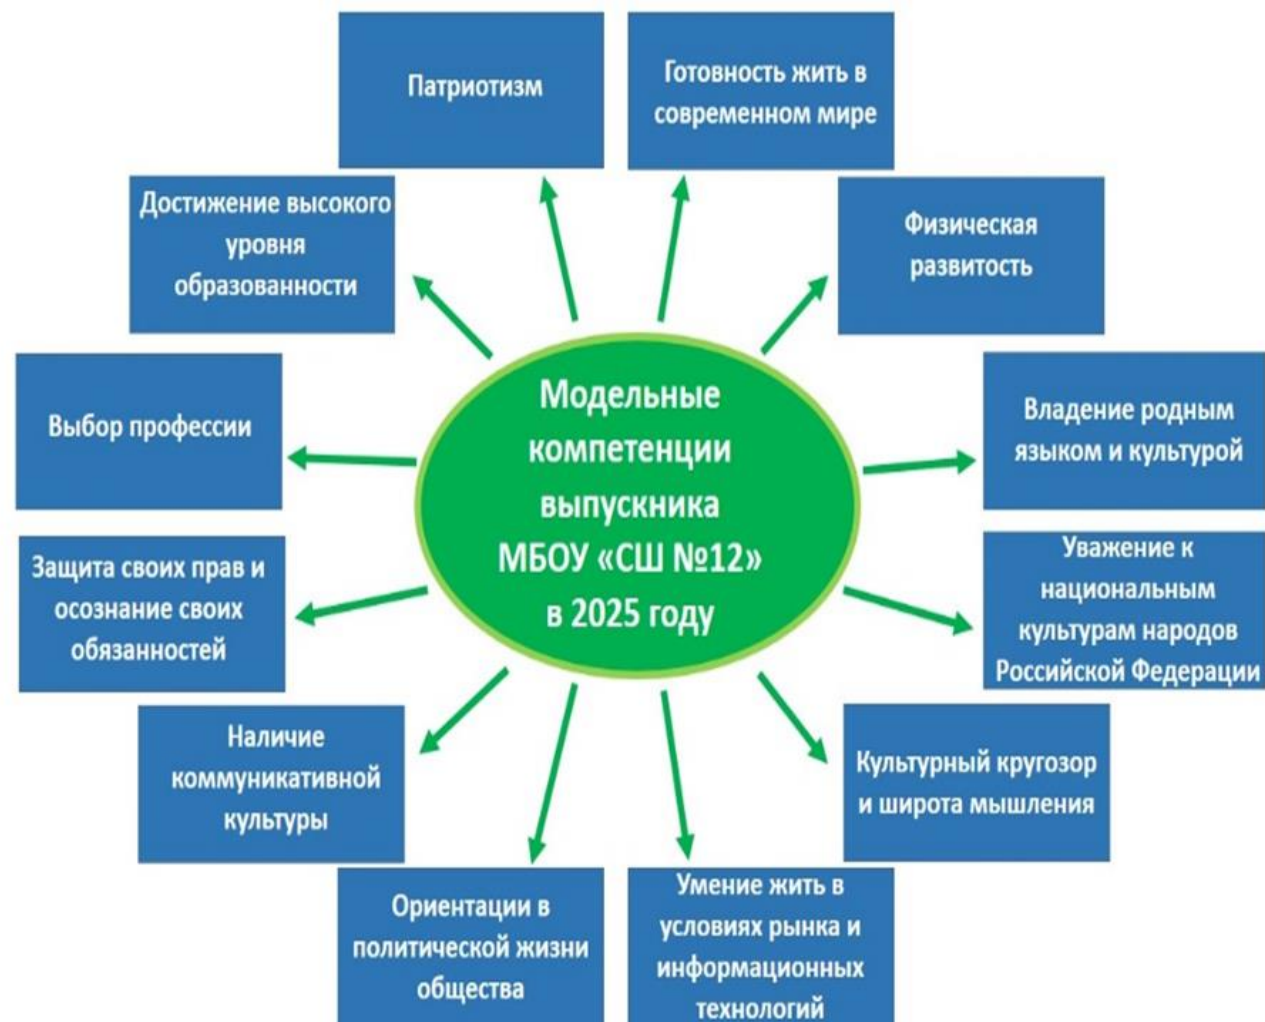 Патриотизм
Готовность жить в
современном мире
Достижение высокого
уровня
образованности
Физическая
развитость
Выбор профессии
Модельные
компетенции
выпускника
МБОУ «СШ №12»
в 2025 году
Владение родным
языком и культурой
Защита своих прав и
осознание своих
обязанностей
Уважение к
национальным
культурам народов
Российской Федерации
Наличие
коммуникативной
культуры
Культурный кругозор
и широта мышления
Ориентации в
политической жизни
общества
Умение жить в
условиях рынка и
информационных
технологий